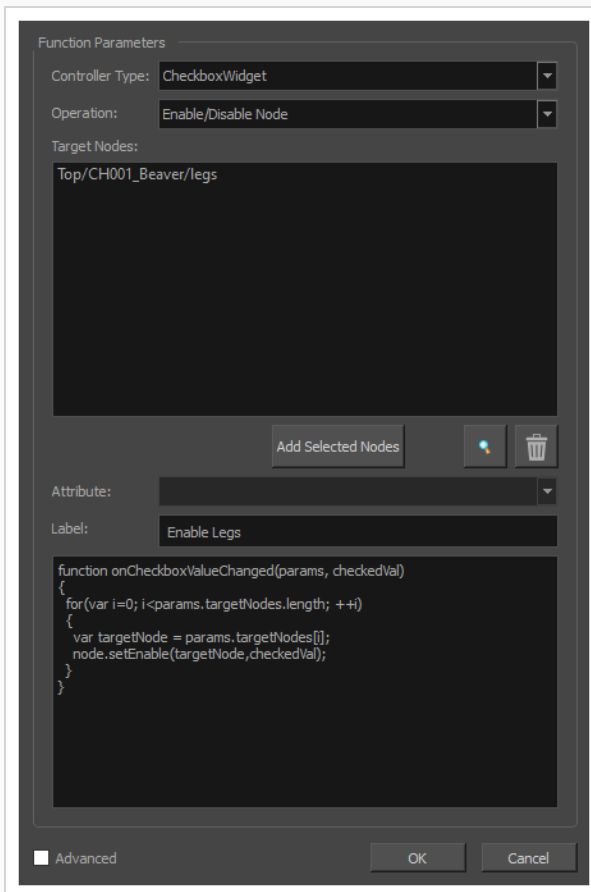 Function Parameters
Controller Type: CheckboxWidget
Operation: Enable/Disable Node
Target Nodes:
Top/CH001_Beaver/legs
Add Selected Nodes
Attribute:
Label: Enable Legs
function onCheckboxValueChanged(params, checkedVal)
{
  for(var i=0; i<params.targetNodes.length; ++i)
  {
    var targetNode = params.targetNodes[i];
    node.setEnable(targetNode,checkedVal);
  }
}
Advanced OK Cancel